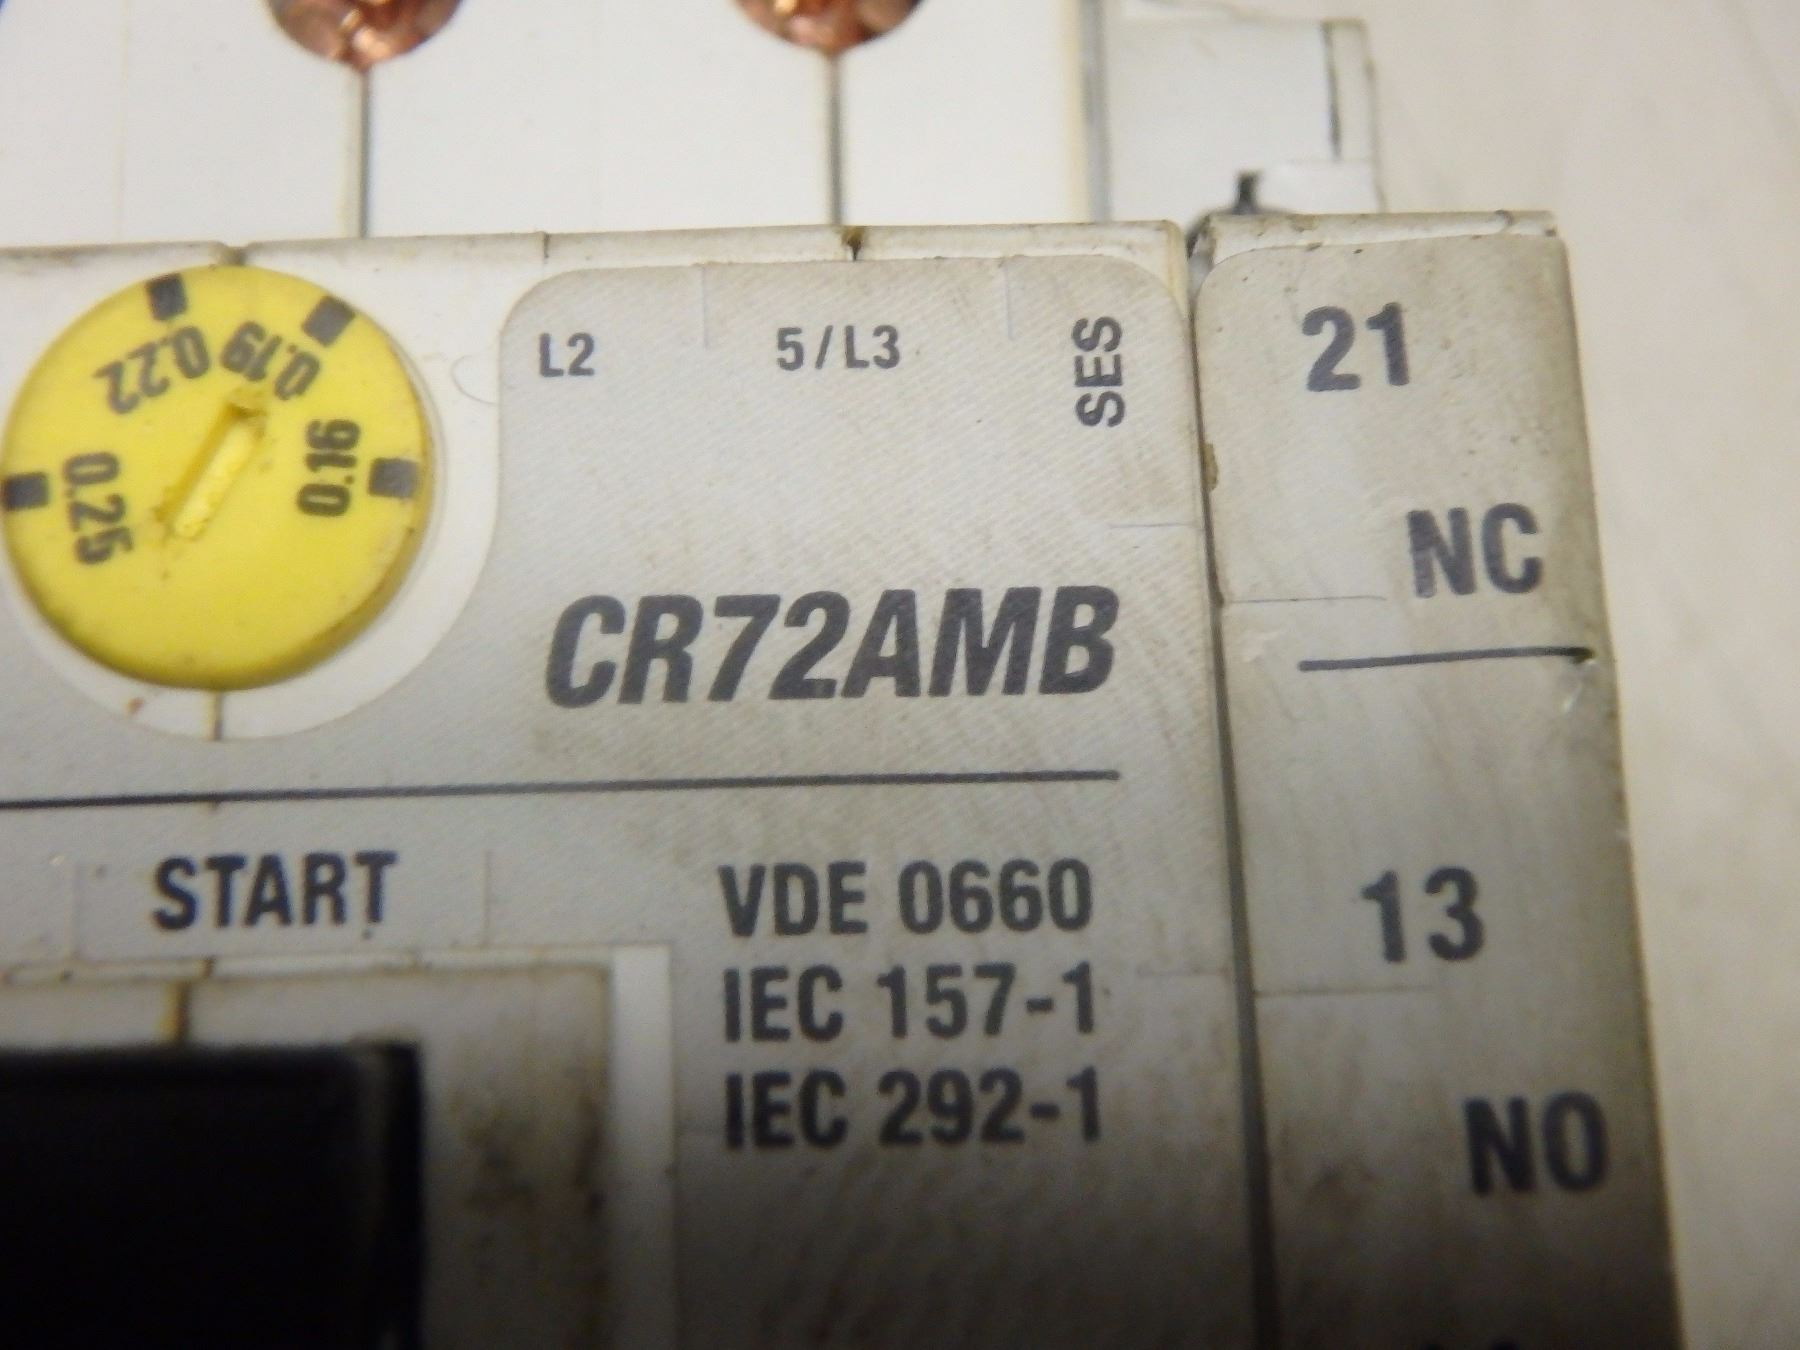 0.25
0.22
0.19
0.16
L2
5/L3
SES
21
NC
CR72AMB
START
VDE 0660
IEC 157-1
IEC 292-1
13
NO